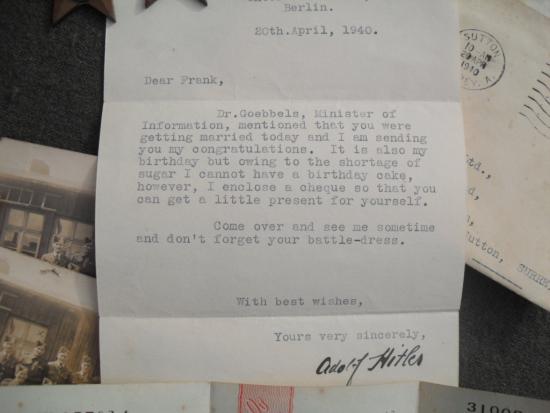 Berlin.
20th.April, 1940.
Dear Frank,
Dr.Goebbels, Minister of
Information, mentioned that you were
getting married today and I am sending
you my congratulations. It is also my
birthday but owing to the shortage of
sugar I cannot have a birthday cake,
however, I enclose a cheque so that you
can get a little present for yourself.
Come over and see me sometime
and don't forget your battle-dress.
With best wishes,
Yours very sincerely,
Adolf Hitler
SUTTON
1940
Ltd.,
Sutton, SURRE